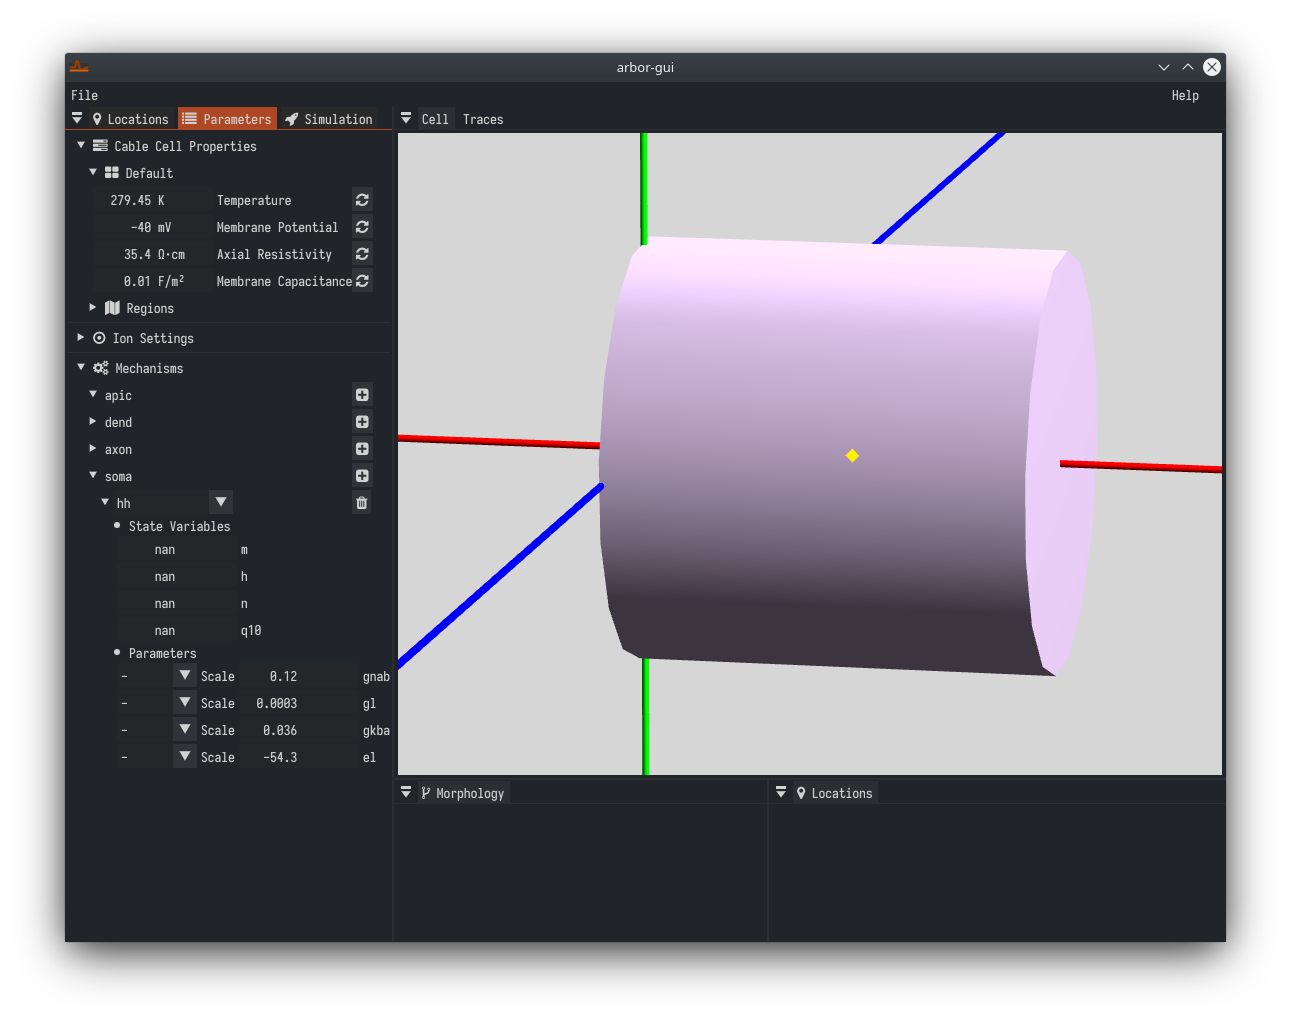 arbor-gui
File Help
Locations Parameters Simulation
Cell Traces
Cable Cell Properties
Default
279.45 K Temperature
-40 mV Membrane Potential
35.4 Ω·cm Axial Resistivity
0.01 F/m² Membrane Capacitance
Regions
Ion Settings
Mechanisms
apic
dend
axon
soma
hh
State Variables
nan m
nan h
nan n
nan q10
Parameters
- Scale 0.12 gnab
- Scale 0.0003 gl
- Scale 0.036 gkba
- Scale -54.3 el
Morphology
Locations